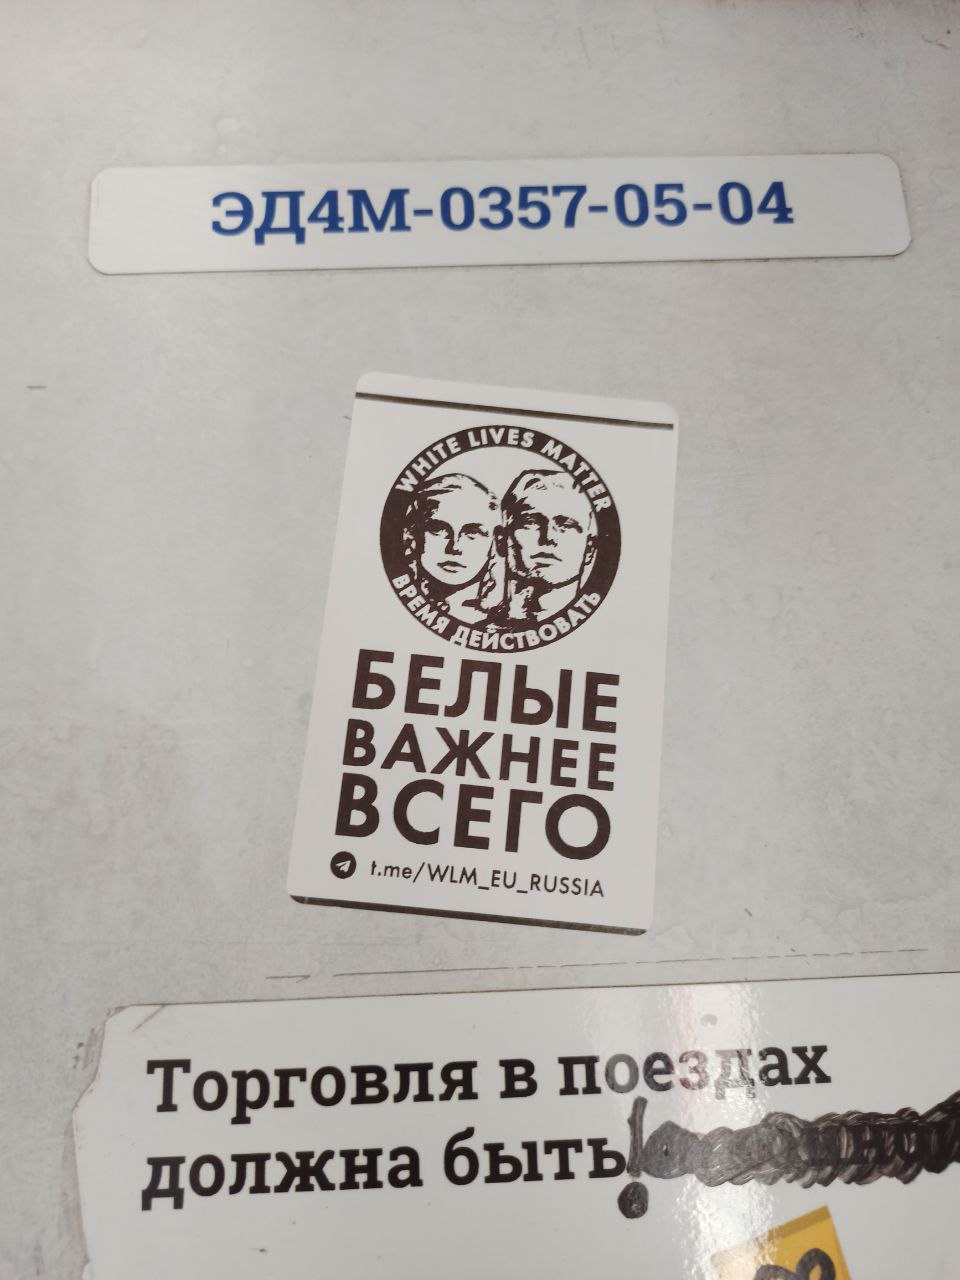 ЭД4М-0357-05-04
WHITE LIVES MATTER
ВРЕМЯ ДЕЙСТВОВАТЬ
БЕЛЫЕ
ВАЖНЕЕ
ВСЕГО
t.me/WLM_EU_RUSSIA
Торговля в поездах
должна быть!